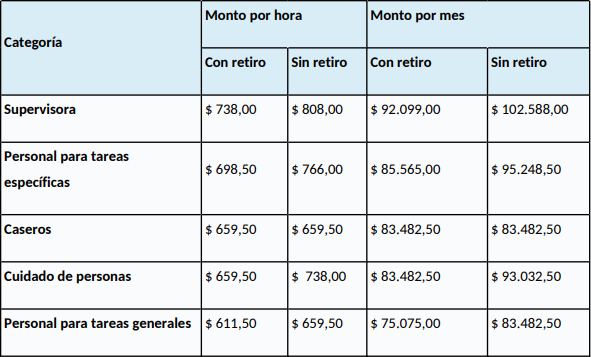 Categoría
Monto por hora Monto por mes
Con retiro Sin retiro Con retiro Sin retiro
Supervisora $ 738,00 $ 808,00 $ 92.099,00 $ 102.588,00
Personal para tareas
específicas $ 698,50 $ 766,00 $ 85.565,00 $ 95.248,50
Caseros $ 659,50 $ 659,50 $ 83.482,50 $ 83.482,50
Cuidado de personas $ 659,50 $ 738,00 $ 83.482,50 $ 93.032,50
Personal para tareas generales $ 611,50 $ 659,50 $ 75.075,00 $ 83.482,50